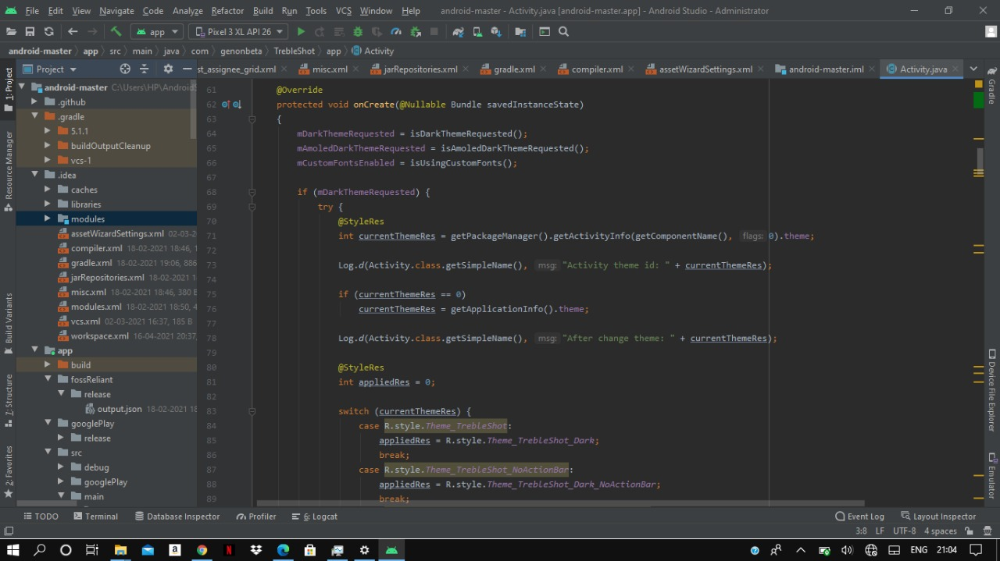 File Edit View Navigate Code Analyze Refactor Build Run Tools VCS Window Help android-master - Activity.java [android-master.app] - Android Studio - Administrator
app Pixel 3 XL API 26
android-master app src main java com genonbeta TrebleShot app Activity
Project st_assignee_grid.xml misc.xml jarRepositories.xml gradle.xml compiler.xml assetWizardSettings.xml android-master.iml Activity.java
1: Project
Resource Manager
Build Variants
7: Structure
2: Favorites
android-master C:\Users\HP\AndroidS
.github
.gradle
5.1.1
buildOutputCleanup
vcs-1
.idea
caches
libraries
modules
assetWizardSettings.xml 02-03-2
compiler.xml 18-02-2021 18:46, 1
gradle.xml 18-02-2021 19:06, 886
jarRepositories.xml 18-02-2021 1
misc.xml 18-02-2021 18:46, 380 B
modules.xml 18-02-2021 18:50, 4
vcs.xml 02-03-2021 16:37, 185 B
workspace.xml 16-04-2021 20:37,
app
build
fossReliant
release
output.json 18-02-2021 18
googlePlay
release
src
debug
googlePlay
main
61 @Override
62 protected void onCreate(@Nullable Bundle savedInstanceState)
63 {
64 mDarkThemeRequested = isDarkThemeRequested();
65 mAmoledDarkThemeRequested = isAmoledDarkThemeRequested();
66 mCustomFontsEnabled = isUsingCustomFonts();
67
68 if (mDarkThemeRequested) {
69 try {
70 @StyleRes
71 int currentThemeRes = getPackageManager().getActivityInfo(getComponentName(), flags: 0).theme;
72
73 Log.d(Activity.class.getSimpleName(), msg: "Activity theme id: " + currentThemeRes);
74
75 if (currentThemeRes == 0)
76 currentThemeRes = getApplicationInfo().theme;
77
78 Log.d(Activity.class.getSimpleName(), msg: "After change theme: " + currentThemeRes);
79
80 @StyleRes
81 int appliedRes = 0;
82
83 switch (currentThemeRes) {
84 case R.style.Theme_TrebleShot:
85 appliedRes = R.style.Theme_TrebleShot_Dark;
86 break;
87 case R.style.Theme_TrebleShot_NoActionBar:
88 appliedRes = R.style.Theme_TrebleShot_Dark_NoActionBar;
89 break;
Gradle
Device File Explorer
Emulator
TODO Terminal Database Inspector Profiler 6: Logcat Event Log Layout Inspector
3:8 LF UTF-8 4 spaces
ENG 21:04